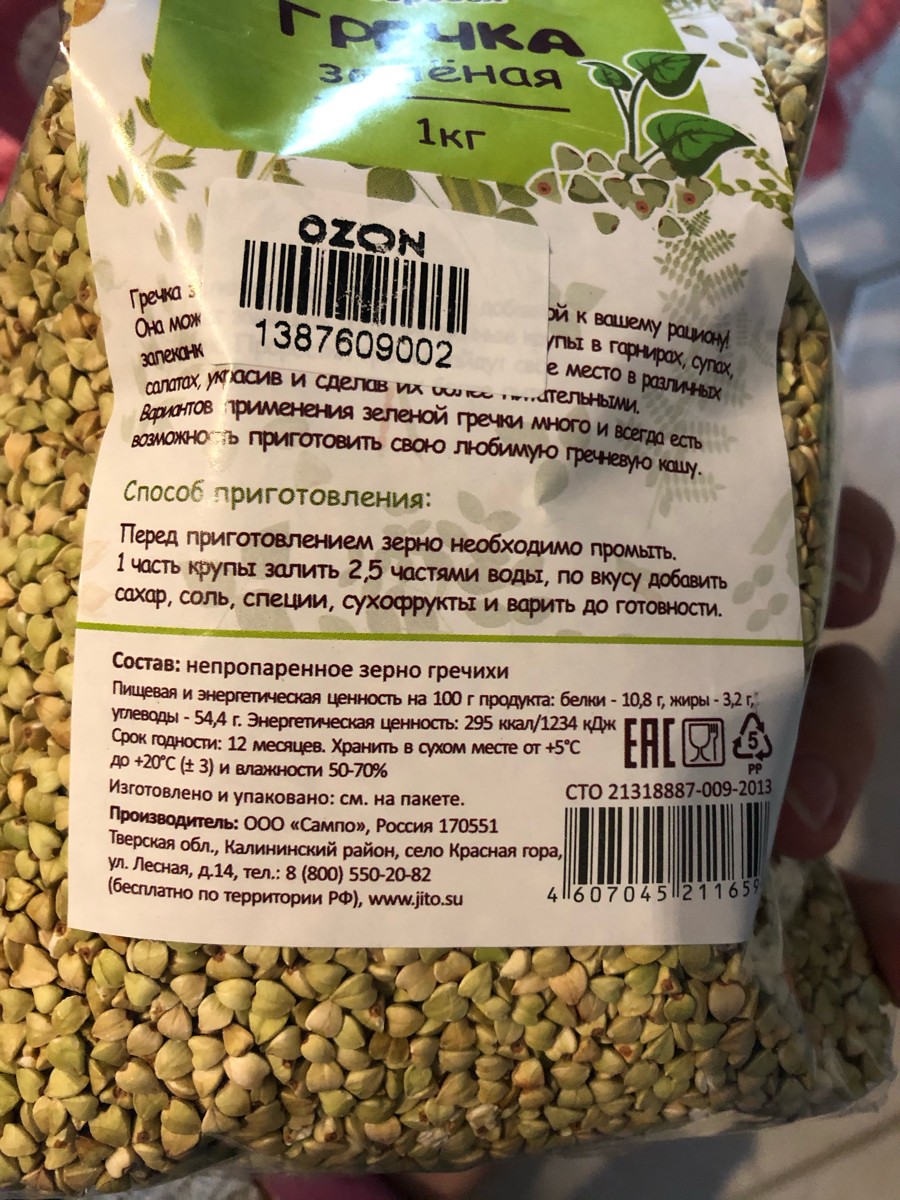 ГРЕЧКА
зелёная
1кг
OZON
1387609002
Гречка з
ой к вашему рациону!
Она мож
упы в гарнирах, супах,
запеканк
е место в различных
салатах, украсив и сделав их более питательными.
Вариантов применения зеленой гречки много и всегда есть
возможность приготовить свою любимую гречневую кашу.
Способ приготовления:
Перед приготовлением зерно необходимо промыть.
1 часть крупы залить 2,5 частями воды, по вкусу добавить
сахар, соль, специи, сухофрукты и варить до готовности.
Состав: непропаренное зерно гречихи
Пищевая и энергетическая ценность на 100 г продукта: белки - 10,8 г, жиры - 3,2 г,
углеводы - 54,4 г. Энергетическая ценность: 295 ккал/1234 кДж
Срок годности: 12 месяцев. Хранить в сухом месте от +5°С
до +20°С (± 3) и влажности 50-70%
Изготовлено и упаковано: см. на пакете.
Производитель: ООО «Сампо», Россия 170551
Тверская обл., Калининский район, село Красная гора,
ул. Лесная, д.14, тел.: 8 (800) 550-20-82
(бесплатно по территории РФ), www.jito.su
EAC
5
PP
СТО 21318887-009-2013
4 607045 211659